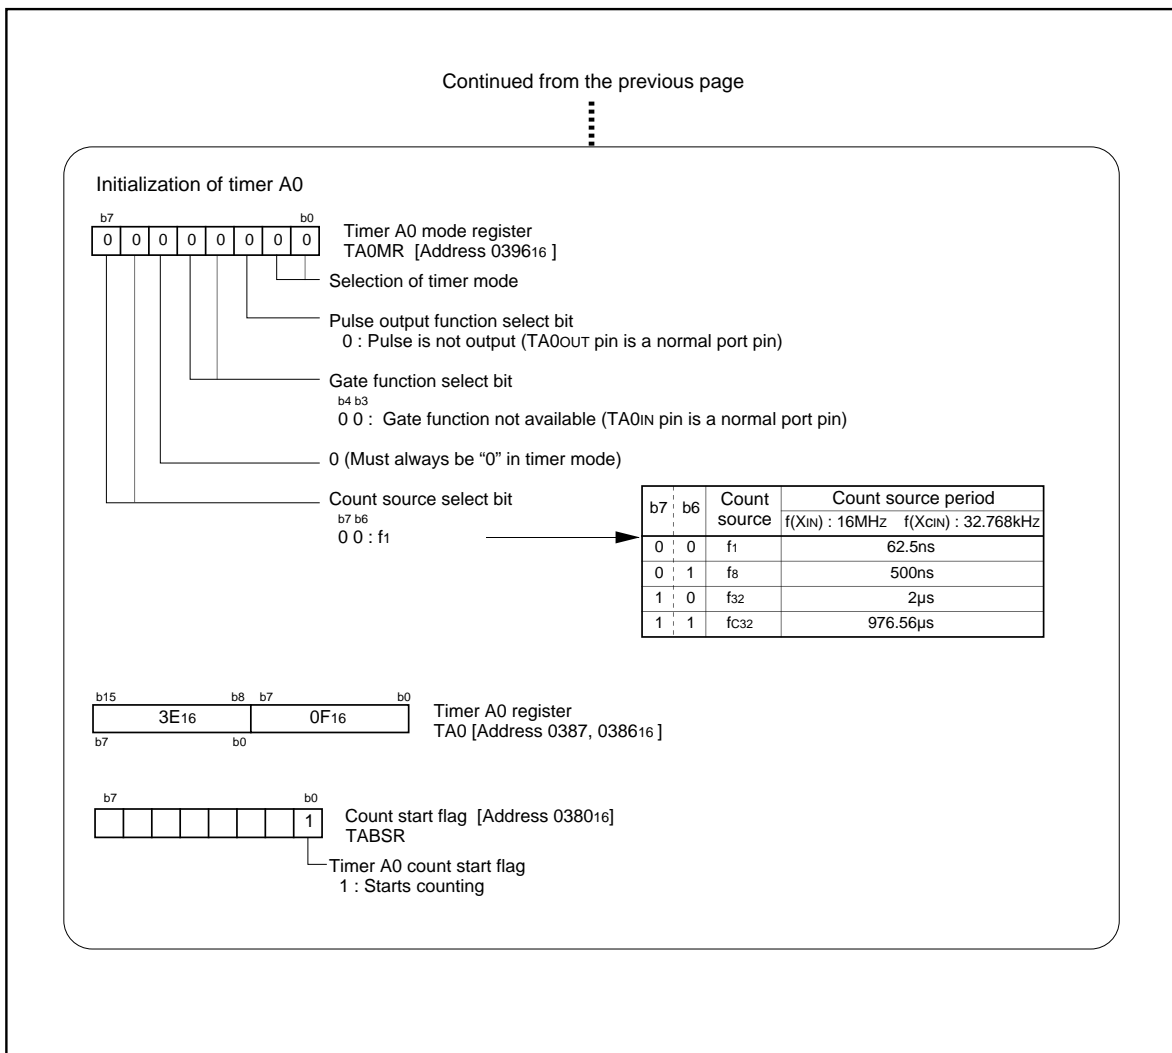 Continued from the previous page
Initialization of timer A0
b7 b0
0 0 0 0 0 0 0 0
Timer A0 mode register
TA0MR [Address 039616 ]
Selection of timer mode
Pulse output function select bit
0 : Pulse is not output (TA0OUT pin is a normal port pin)
Gate function select bit
b4 b3
0 0 : Gate function not available (TA0IN pin is a normal port pin)
0 (Must always be “0” in timer mode)
Count source select bit
b7 b6
0 0 : f1
b7 b6 Count source Count source period
f(XIN) : 16MHz f(XCIN) : 32.768kHz
0 0 f1 62.5ns
0 1 f8 500ns
1 0 f32 2µs
1 1 fC32 976.56µs
b15 b8 b7 b0
3E16 0F16
b7 b0
Timer A0 register
TA0 [Address 0387, 038616 ]
b7 b0
1
Count start flag [Address 038016]
TABSR
Timer A0 count start flag
1 : Starts counting